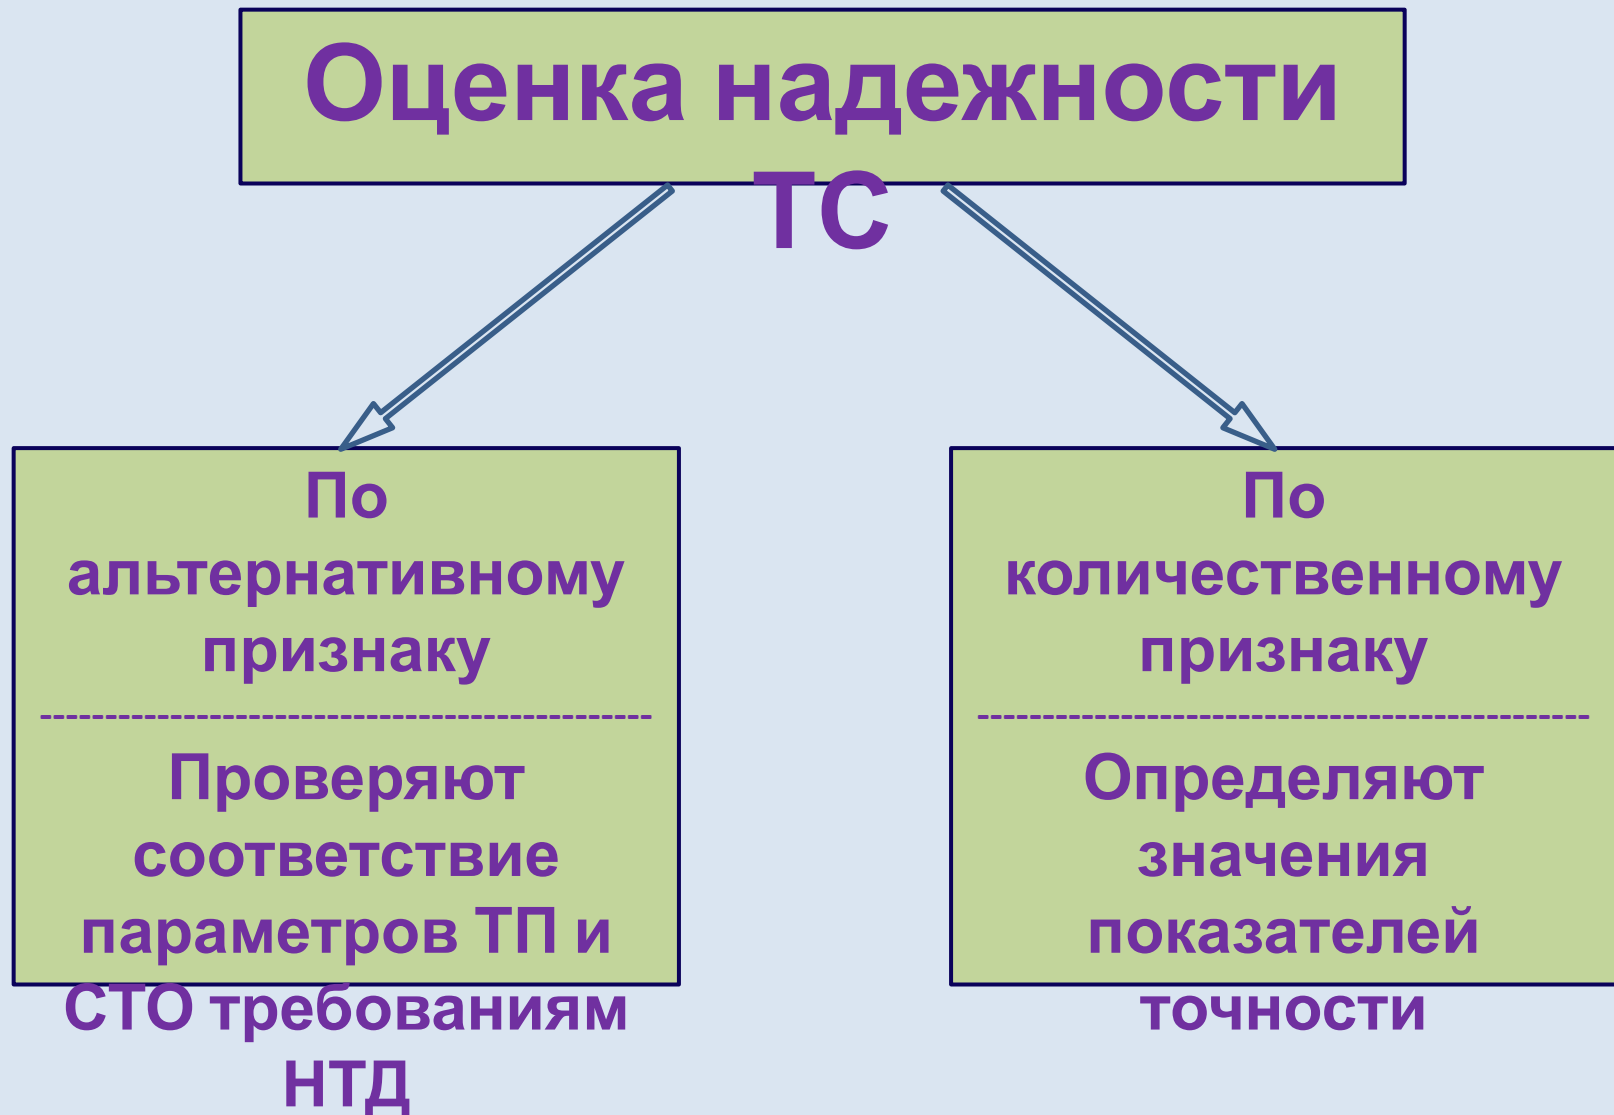 Оценка надежности
ТС
По
альтернативному
признаку
-----------------------------------------------
Проверяют
соответствие
параметров ТП и
СТО требованиям
НТД
По
количественному
признаку
-----------------------------------------------
Определяют
значения
показателей
точности